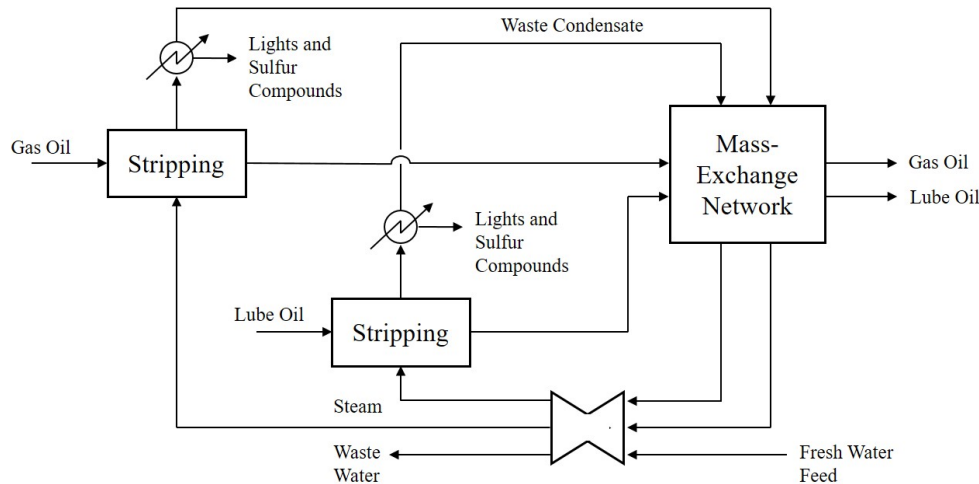 Waste Condensate
Lights and
Sulfur
Compounds
Gas Oil
Stripping
Mass-
Exchange
Network
Gas Oil
Lube Oil
Lights and
Sulfur
Compounds
Lube Oil
Stripping
Steam
Waste
Water
Fresh Water
Feed